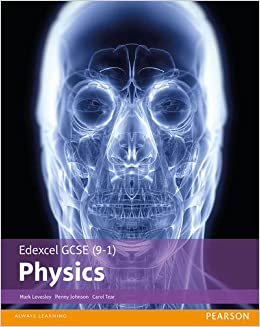 Edexcel GCSE (9-1)
Physics
Mark Levesley Penny Johnson Carol Tear
ALWAYS LEARNING
PEARSON